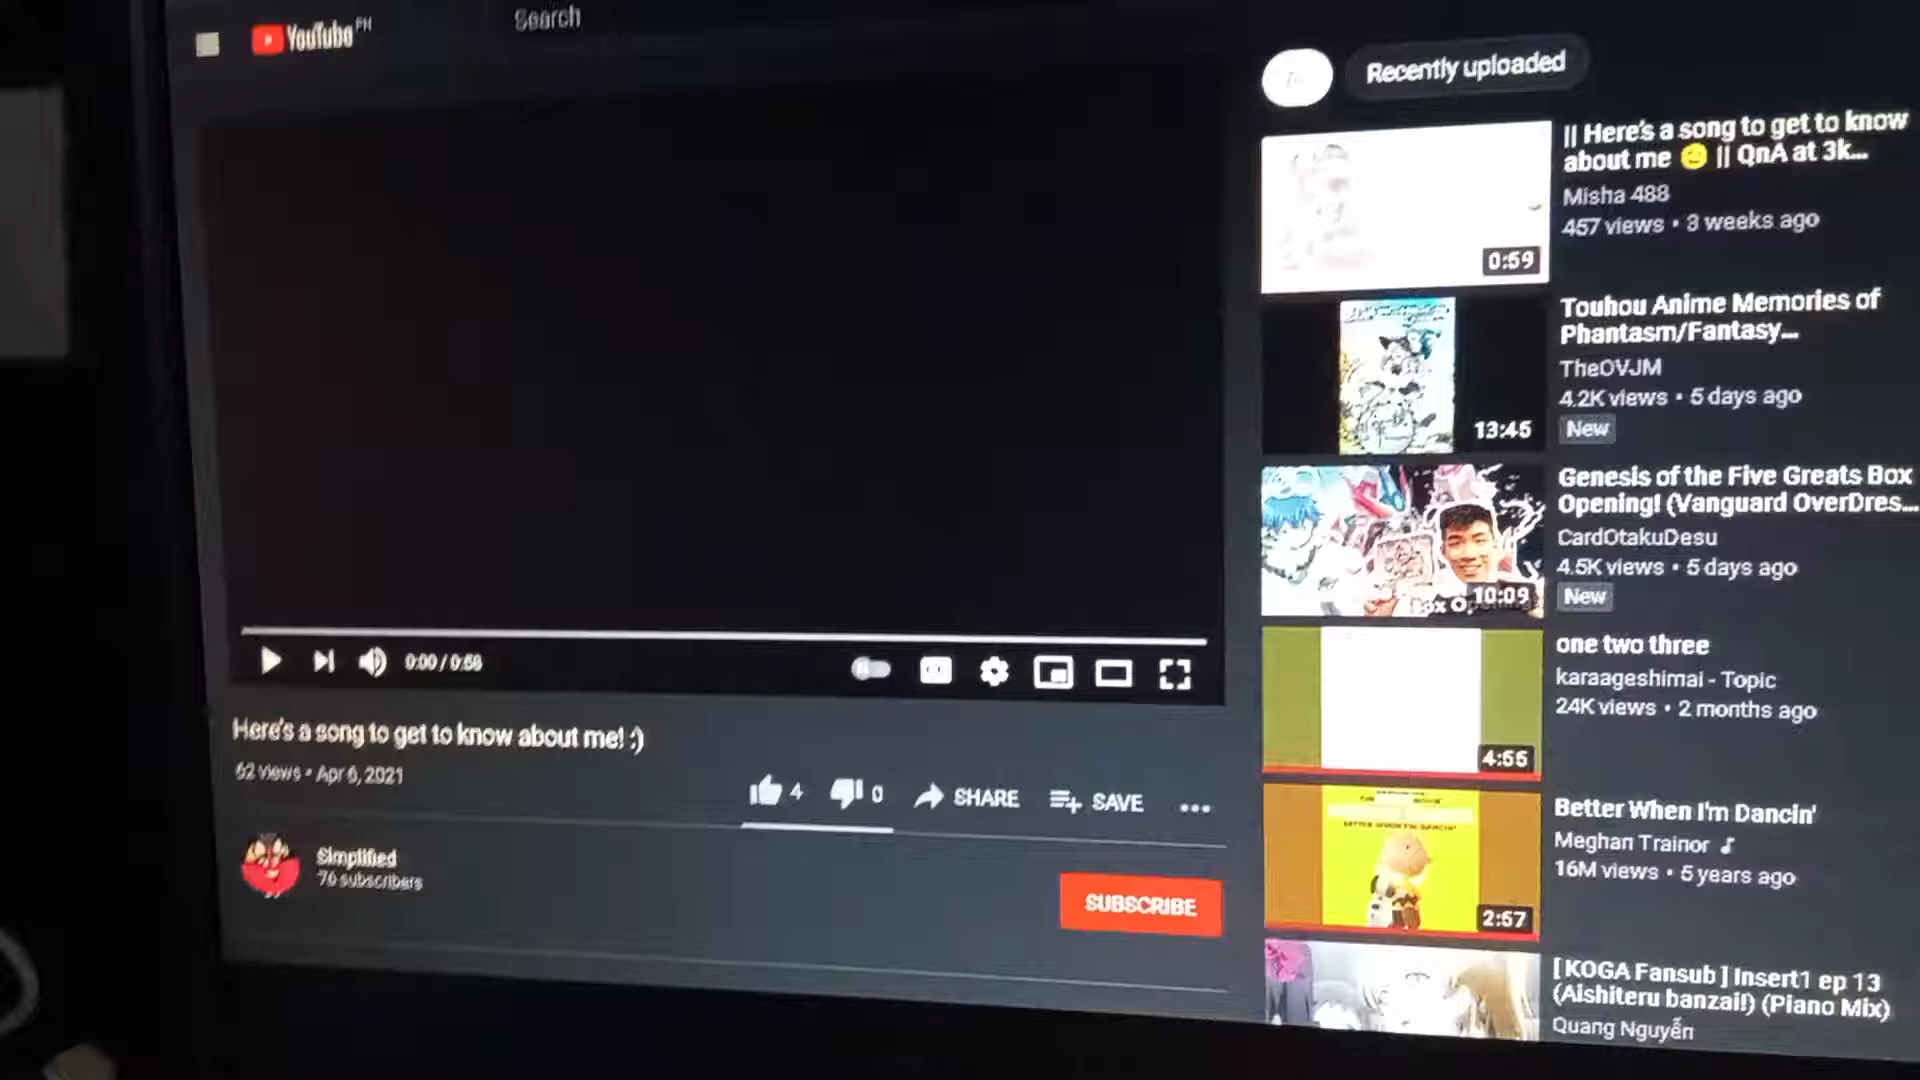 YouTube PH
Search
Recently uploaded
|| Here's a song to get to know
about me 😊 || QnA at 3k...
Misha 488
457 views • 3 weeks ago
0:59
Touhou Anime Memories of
Phantasm/Fantasy...
TheOVJM
4.2K views • 5 days ago
New
13:45
Genesis of the Five Greats Box
Opening! (Vanguard OverDres...
CardOtakuDesu
4.5K views • 5 days ago
New
10:09
one two three
karaageshimai - Topic
24K views • 2 months ago
4:55
Better When I'm Dancin'
Meghan Trainor ♪
16M views • 5 years ago
2:57
[ KOGA Fansub ] Insert1 ep 13
(Aishiteru banzai!) (Piano Mix)
Quang Nguyễn
0:00 / 0:58
Here's a song to get to know about me! :)
62 views • Apr 6, 2021
4 0 SHARE SAVE ...
Simplified
76 subscribers
SUBSCRIBE